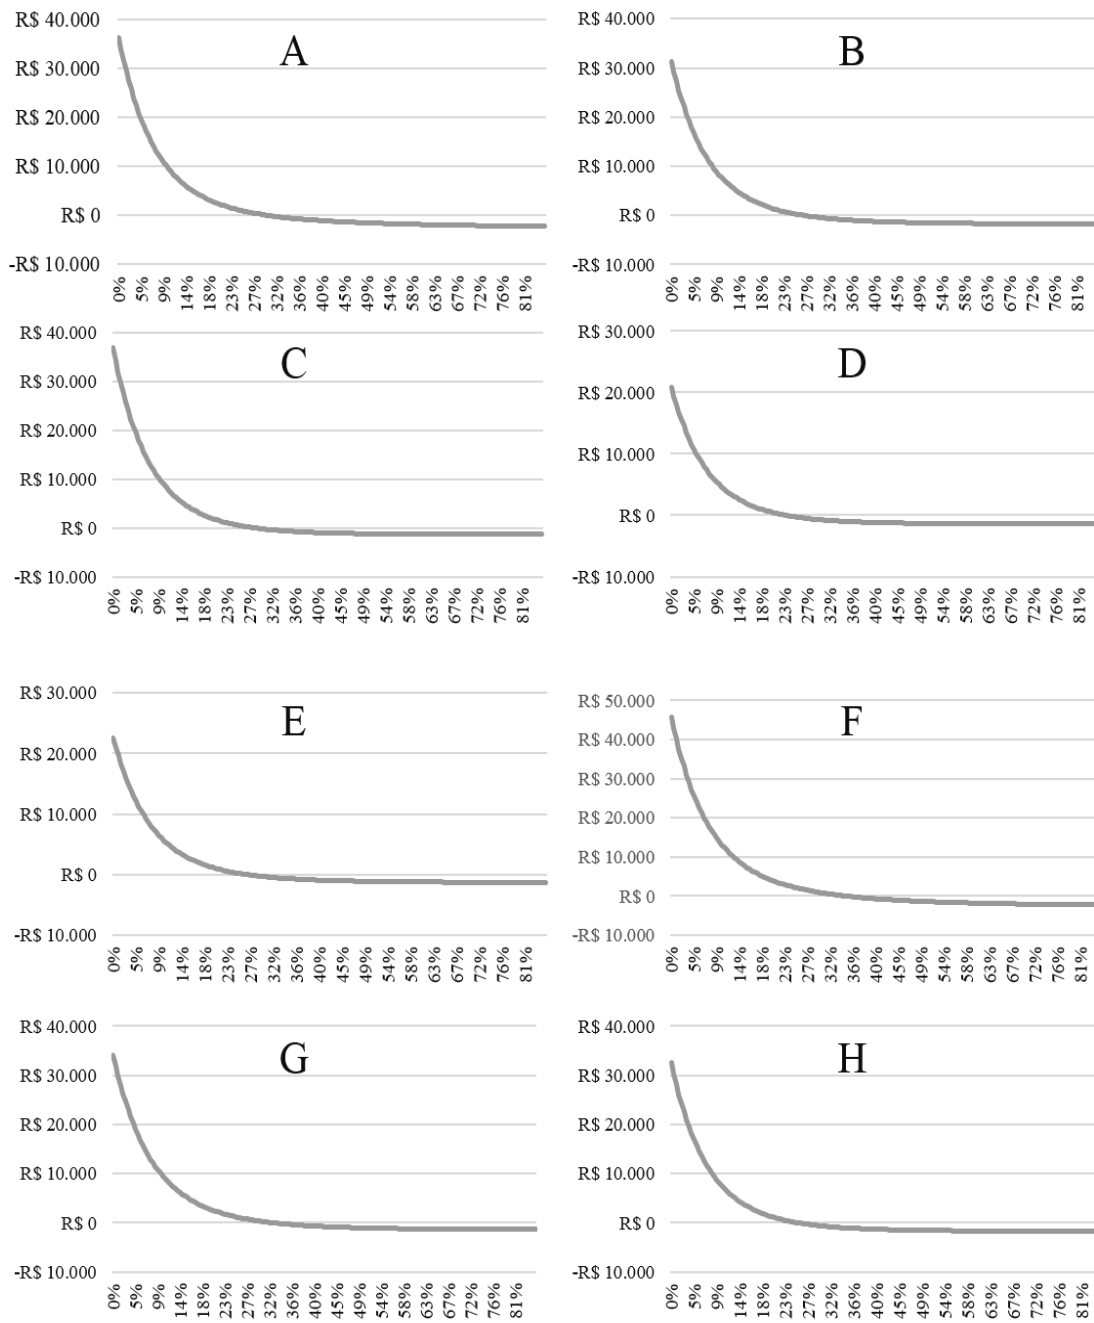 A
R$ 40.000
R$ 30.000
R$ 20.000
R$ 10.000
R$ 0
-R$ 10.000
0% 5% 9% 14% 18% 23% 27% 32% 36% 40% 45% 49% 54% 58% 63% 67% 72% 76% 81%
B
R$ 40.000
R$ 30.000
R$ 20.000
R$ 10.000
R$ 0
-R$ 10.000
0% 5% 9% 14% 18% 23% 27% 32% 36% 40% 45% 49% 54% 58% 63% 67% 72% 76% 81%
C
R$ 40.000
R$ 30.000
R$ 20.000
R$ 10.000
R$ 0
-R$ 10.000
0% 5% 9% 14% 18% 23% 27% 32% 36% 40% 45% 49% 54% 58% 63% 67% 72% 76% 81%
D
R$ 30.000
R$ 20.000
R$ 10.000
R$ 0
-R$ 10.000
0% 5% 9% 14% 18% 23% 27% 32% 36% 40% 45% 49% 54% 58% 63% 67% 72% 76% 81%
E
R$ 30.000
R$ 20.000
R$ 10.000
R$ 0
-R$ 10.000
0% 5% 9% 14% 18% 23% 27% 32% 36% 40% 45% 49% 54% 58% 63% 67% 72% 76% 81%
F
R$ 50.000
R$ 40.000
R$ 30.000
R$ 20.000
R$ 10.000
R$ 0
-R$ 10.000
0% 5% 9% 14% 18% 23% 27% 32% 36% 40% 45% 49% 54% 58% 63% 67% 72% 76% 81%
G
R$ 40.000
R$ 30.000
R$ 20.000
R$ 10.000
R$ 0
-R$ 10.000
0% 5% 9% 14% 18% 23% 27% 32% 36% 40% 45% 49% 54% 58% 63% 67% 72% 76% 81%
H
R$ 40.000
R$ 30.000
R$ 20.000
R$ 10.000
R$ 0
-R$ 10.000
0% 5% 9% 14% 18% 23% 27% 32% 36% 40% 45% 49% 54% 58% 63% 67% 72% 76% 81%